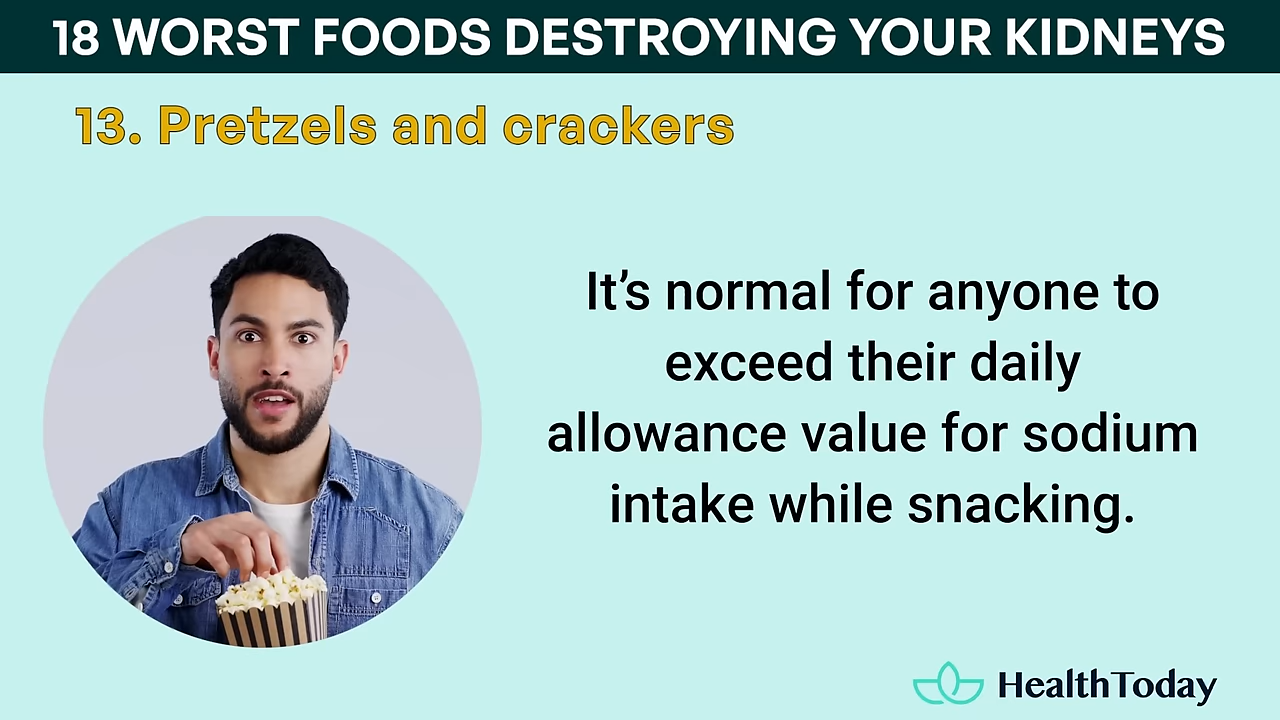 18 WORST FOODS DESTROYING YOUR KIDNEYS
13. Pretzels and crackers
It’s normal for anyone to
exceed their daily
allowance value for sodium
intake while snacking.
HealthToday